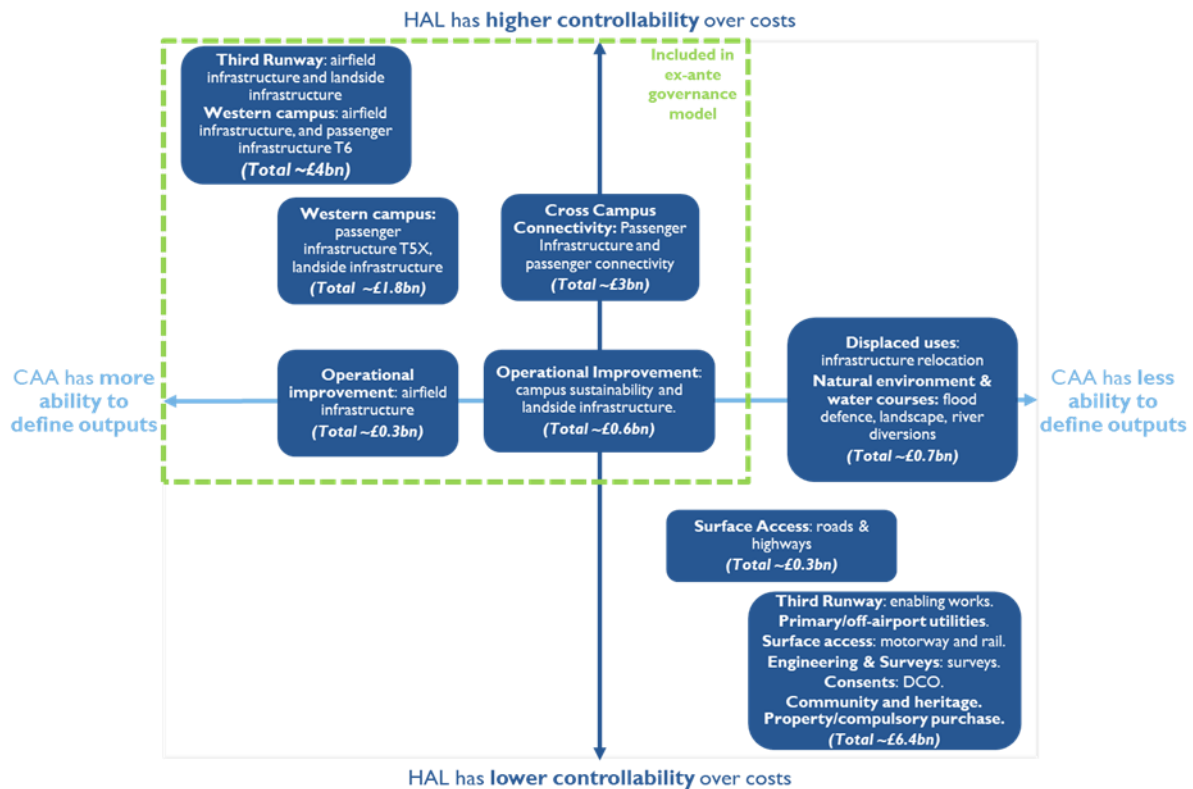 HAL has higher controllability over costs
Included in
ex-ante
governance
model
Third Runway: airfield
infrastructure and landside
infrastructure
Western campus: airfield
infrastructure, and passenger
infrastructure T6
(Total ~£4bn)
Western campus:
passenger
infrastructure T5X,
landside infrastructure
(Total ~£1.8bn)
Cross Campus
Connectivity: Passenger
Infrastructure and
passenger connectivity
(Total ~£3bn)
CAA has more
ability to
define outputs
Operational
improvement: airfield
infrastructure
(Total ~£0.3bn)
Operational Improvement:
campus sustainability and
landside infrastructure.
(Total ~£0.6bn)
Displaced uses:
infrastructure relocation
Natural environment &
water courses: flood
defence, landscape, river
diversions
(Total ~£0.7bn)
CAA has less
ability to
define outputs
Surface Access: roads &
highways
(Total ~£0.3bn)
Third Runway: enabling works.
Primary/off-airport utilities.
Surface access: motorway and rail.
Engineering & Surveys: surveys.
Consents: DCO.
Community and heritage.
Property/compulsory purchase.
(Total ~£6.4bn)
HAL has lower controllability over costs